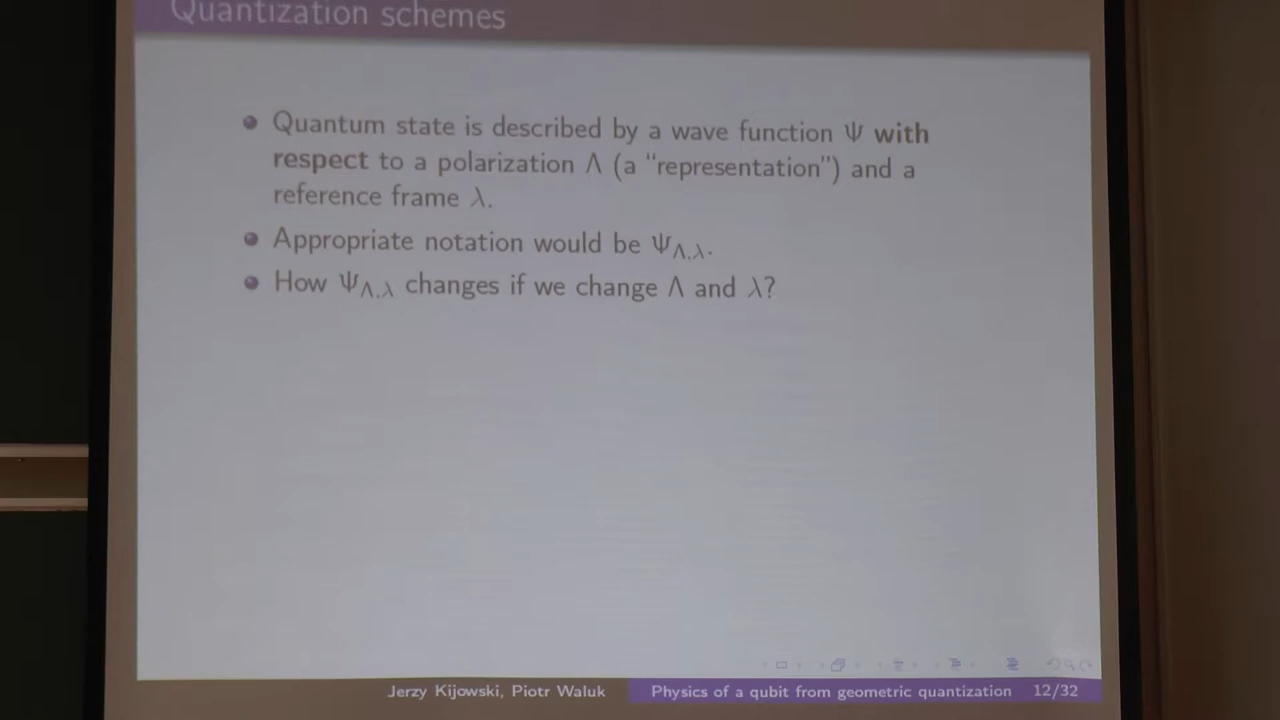 Quantization schemes
Quantum state is described by a wave function Ψ with
respect to a polarization Λ (a “representation”) and a
reference frame λ.
Appropriate notation would be Ψ_Λ,λ.
How Ψ_Λ,λ changes if we change Λ and λ?
Jerzy Kijowski, Piotr Waluk
Physics of a qubit from geometric quantization 12/32